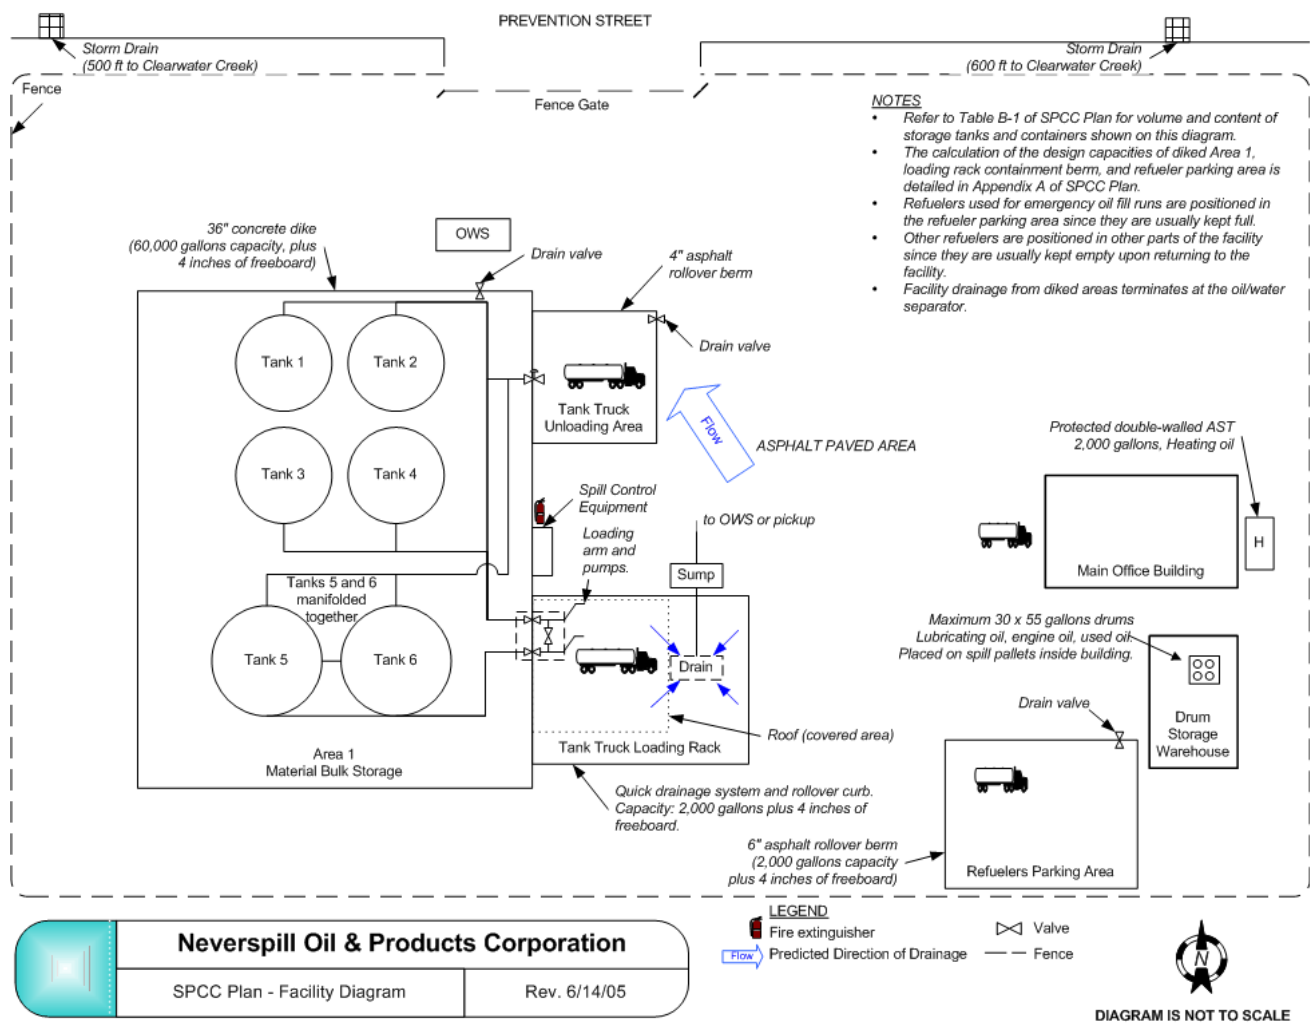 PREVENTION STREET
Storm Drain
(500 ft to Clearwater Creek)
Storm Drain
(600 ft to Clearwater Creek)
Fence
Fence Gate
NOTES
• Refer to Table B-1 of SPCC Plan for volume and content of
storage tanks and containers shown on this diagram.
• The calculation of the design capacities of diked Area 1,
loading rack containment berm, and refueler parking area is
detailed in Appendix A of SPCC Plan.
• Refuelers used for emergency oil fill runs are positioned in
the refueler parking area since they are usually kept full.
• Other refuelers are positioned in other parts of the facility
since they are usually kept empty upon returning to the
facility.
• Facility drainage from diked areas terminates at the oil/water
separator.
36" concrete dike
(60,000 gallons capacity, plus
4 inches of freeboard)
OWS
Drain valve
4" asphalt
rollover berm
Drain valve
Tank 1
Tank 2
Tank Truck
Unloading Area
Flow
ASPHALT PAVED AREA
Tank 3
Tank 4
Spill Control
Equipment
Loading
arm and
pumps.
to OWS or pickup
Sump
Protected double-walled AST
2,000 gallons, Heating oil
H
Main Office Building
Tanks 5 and 6
manifolded
together
Tank 5
Tank 6
Drain
Maximum 30 x 55 gallons drums
Lubricating oil, engine oil, used oil
Placed on spill pallets inside building.
Drain valve
Drum
Storage
Warehouse
Roof (covered area)
Tank Truck Loading Rack
Area 1
Material Bulk Storage
Quick drainage system and rollover curb.
Capacity: 2,000 gallons plus 4 inches of
freeboard.
6" asphalt rollover berm
(2,000 gallons capacity
plus 4 inches of freeboard)
Refuelers Parking Area
Neverspill Oil & Products Corporation
SPCC Plan - Facility Diagram
Rev. 6/14/05
LEGEND
Fire extinguisher
Flow
Predicted Direction of Drainage
Valve
Fence
N
DIAGRAM IS NOT TO SCALE